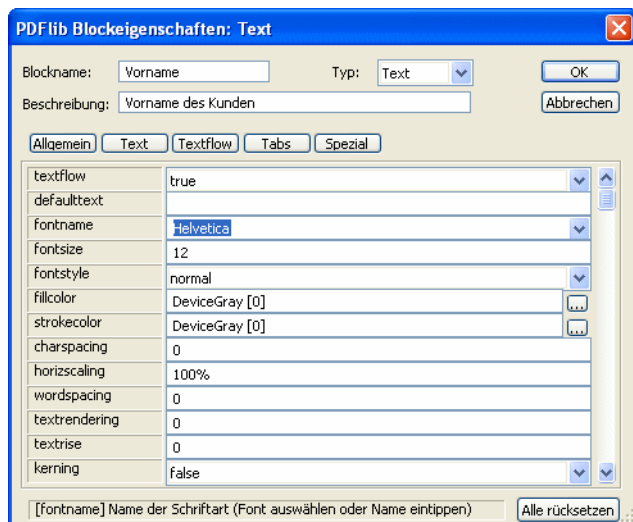 PDFlib Blockeigenschaften: Text
Blockname: Vorname Typ: Text OK
Beschreibung: Vorname des Kunden Abbrechen
Allgemein Text Textflow Tabs Spezial
textflow true
defaulttext
fontname Helvetica
fontsize 12
fontstyle normal
fillcolor DeviceGray [0] ...
strokecolor DeviceGray [0] ...
charspacing 0
horizscaling 100%
wordspacing 0
textrendering 0
textrise 0
kerning false
[fontname] Name der Schriftart (Font auswählen oder Name eintippen) Alle rücksetzen